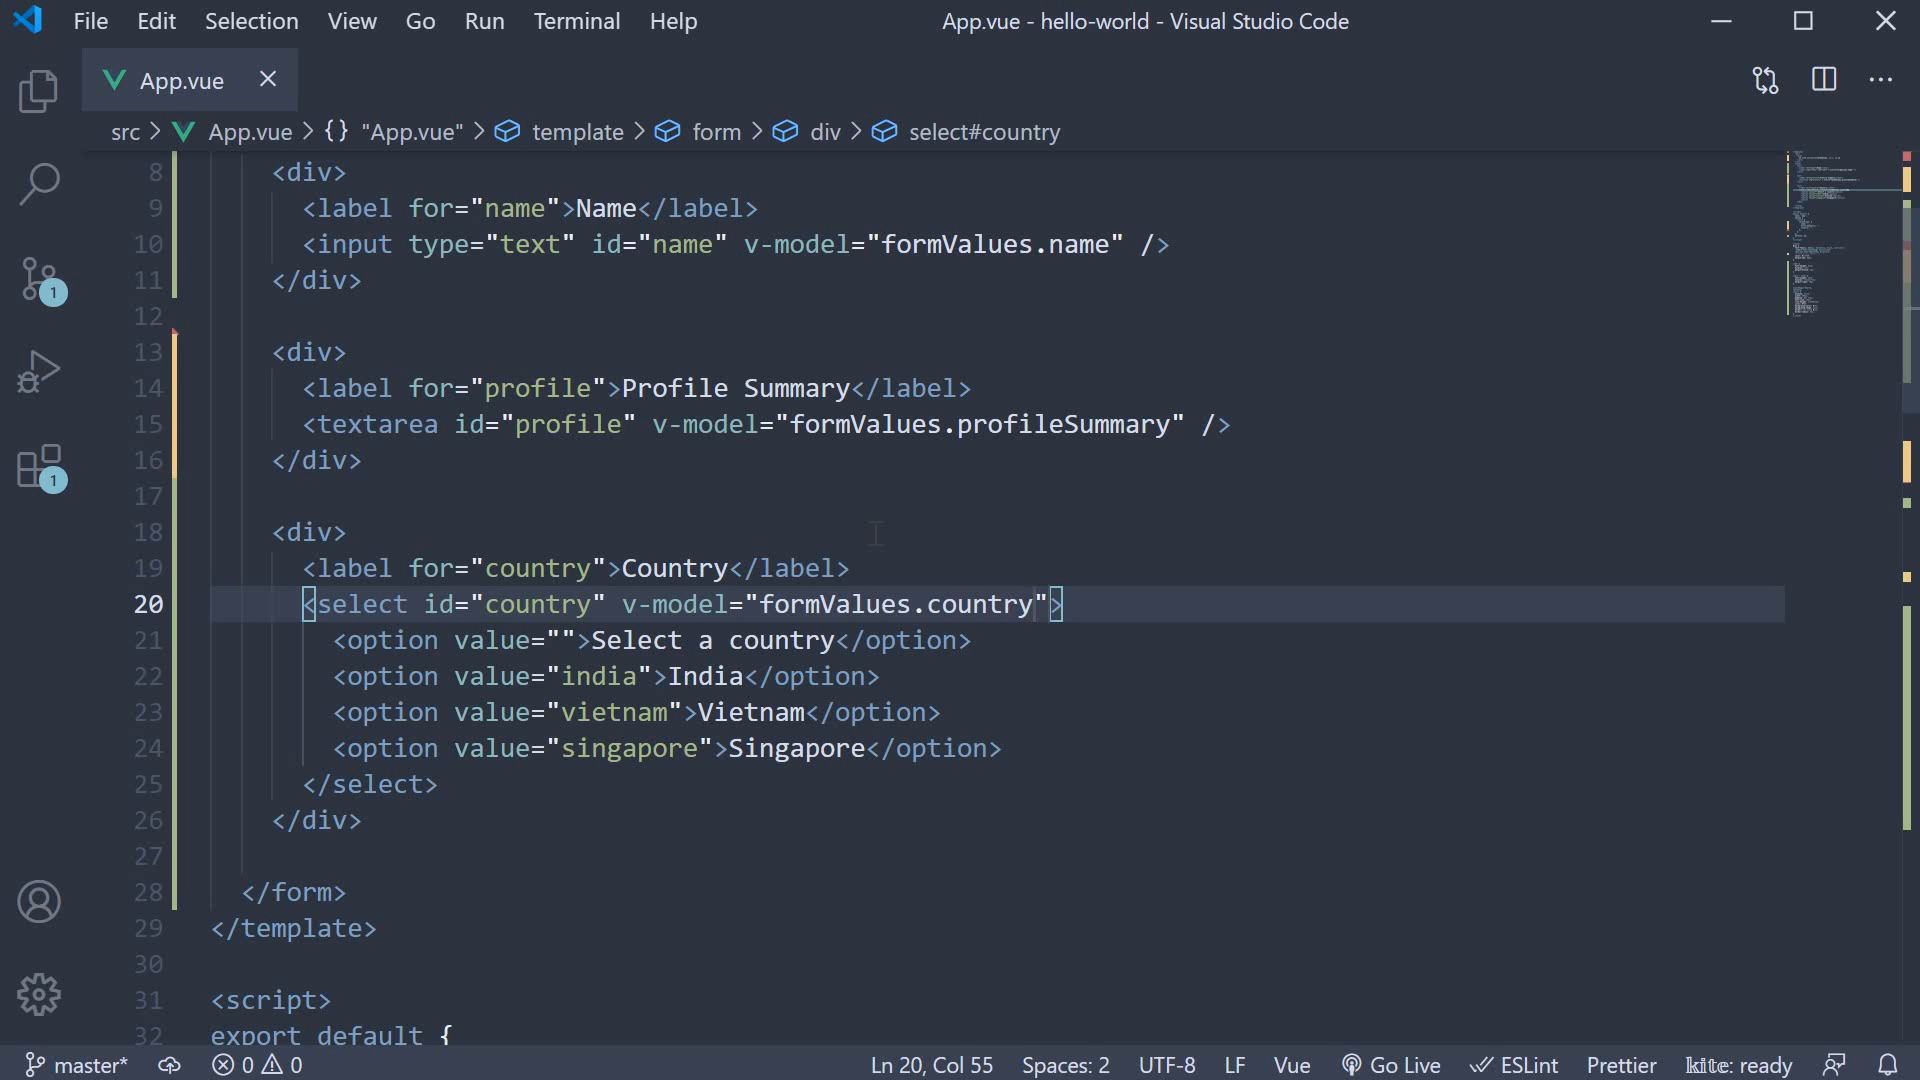 File Edit Selection View Go Run Terminal Help App.vue - hello-world - Visual Studio Code
App.vue
src > App.vue > {} "App.vue" > template > form > div > select#country
8 <div>
9 <label for="name">Name</label>
10 <input type="text" id="name" v-model="formValues.name" />
11 </div>
12
13 <div>
14 <label for="profile">Profile Summary</label>
15 <textarea id="profile" v-model="formValues.profileSummary" />
16 </div>
17
18 <div>
19 <label for="country">Country</label>
20 <select id="country" v-model="formValues.country">
21 <option value="">Select a country</option>
22 <option value="india">India</option>
23 <option value="vietnam">Vietnam</option>
24 <option value="singapore">Singapore</option>
25 </select>
26 </div>
27
28 </form>
29 </template>
30
31 <script>
32 export default {
1
1
master* 0 0 Ln 20, Col 55 Spaces: 2 UTF-8 LF Vue Go Live ESLint Prettier kite: ready